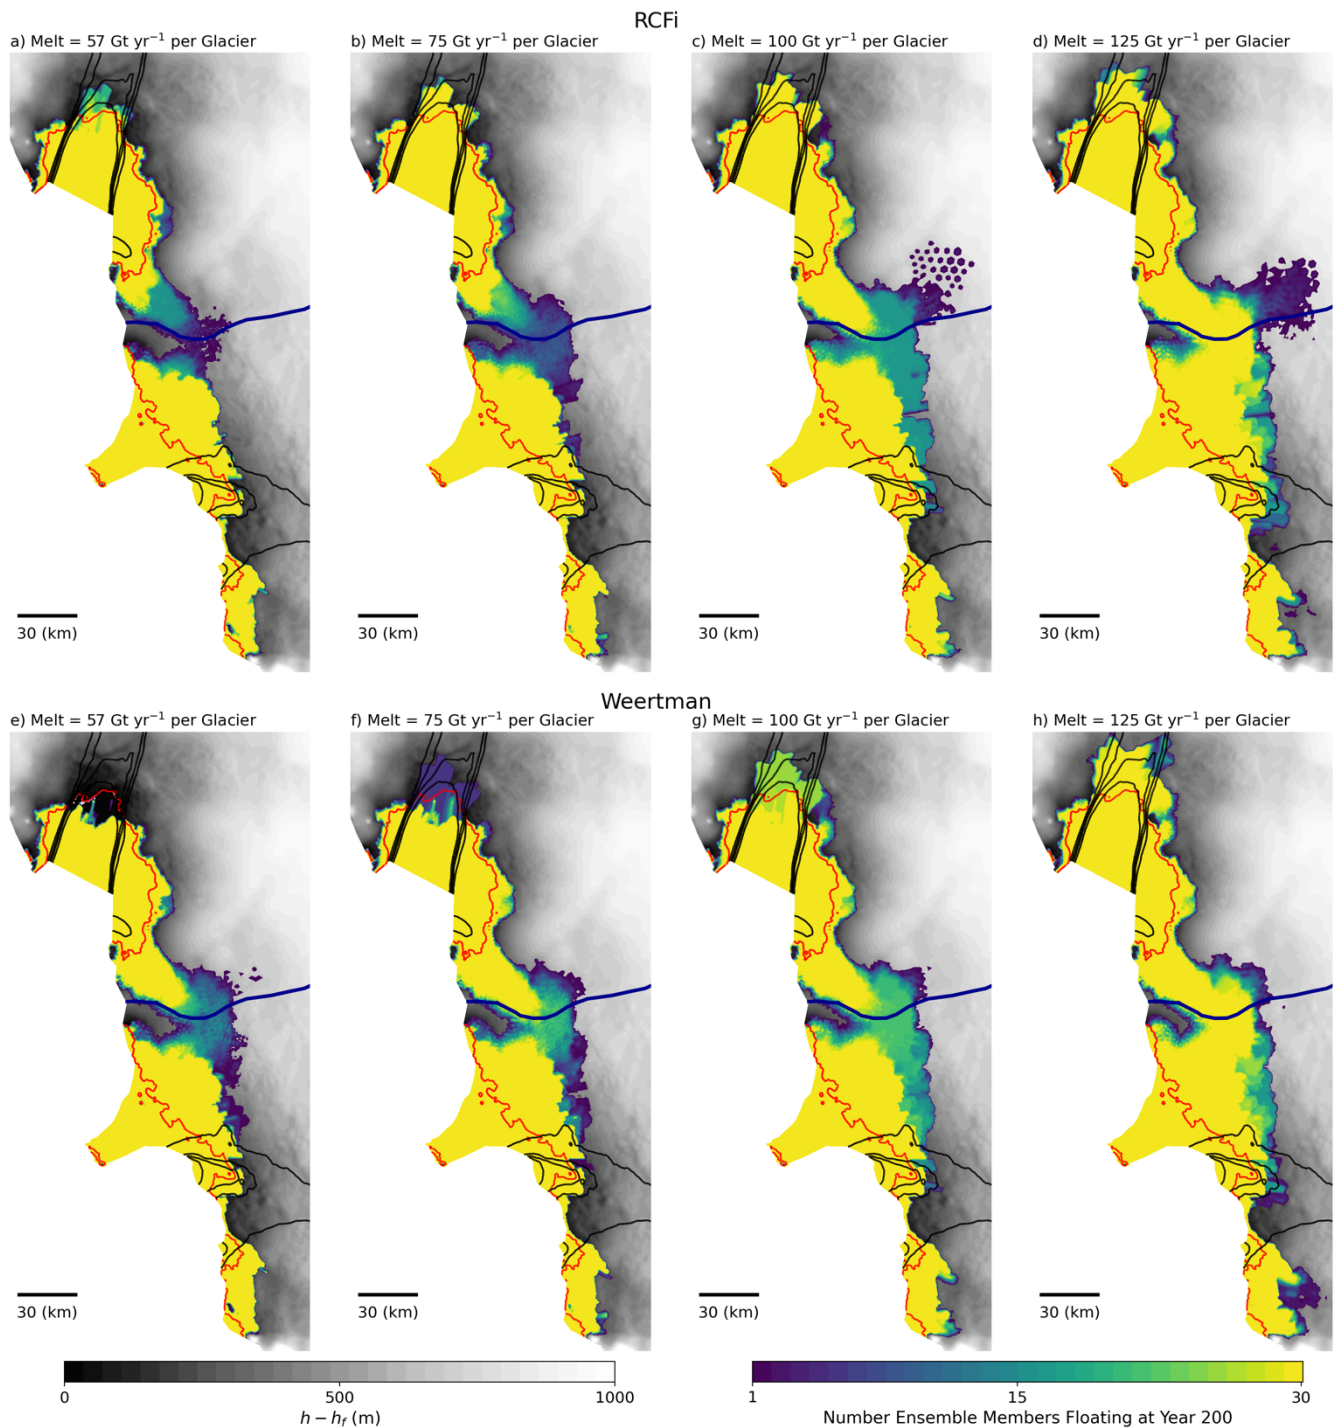 RCFi
a) Melt = 57 Gt yr⁻¹ per Glacier
b) Melt = 75 Gt yr⁻¹ per Glacier
c) Melt = 100 Gt yr⁻¹ per Glacier
d) Melt = 125 Gt yr⁻¹ per Glacier
30 (km)
30 (km)
30 (km)
30 (km)
Weertman
e) Melt = 57 Gt yr⁻¹ per Glacier
f) Melt = 75 Gt yr⁻¹ per Glacier
g) Melt = 100 Gt yr⁻¹ per Glacier
h) Melt = 125 Gt yr⁻¹ per Glacier
30 (km)
30 (km)
30 (km)
30 (km)
0 500 1000
h − h_f (m)
1 15 30
Number Ensemble Members Floating at Year 200